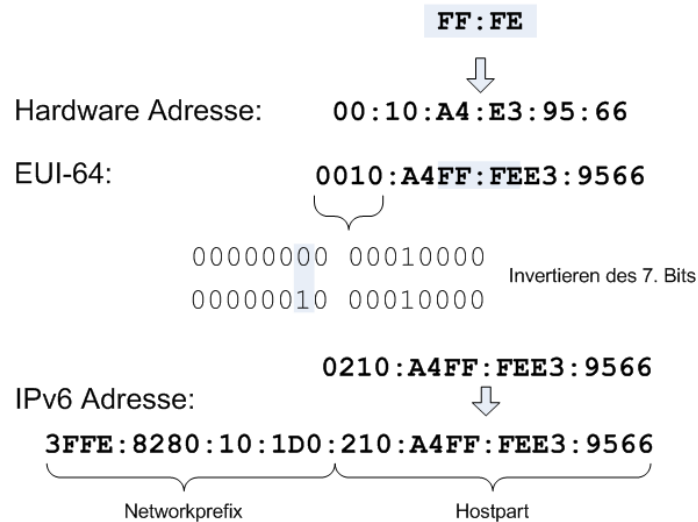 FF:FE
Hardware Adresse: 00:10:A4:E3:95:66
EUI-64: 0010:A4FF:FEE3:9566
00000000 00010000
00000010 00010000
Invertieren des 7. Bits
0210:A4FF:FEE3:9566
IPv6 Adresse:
3FFE:8280:10:1D0:210:A4FF:FEE3:9566
Networkprefix Hostpart